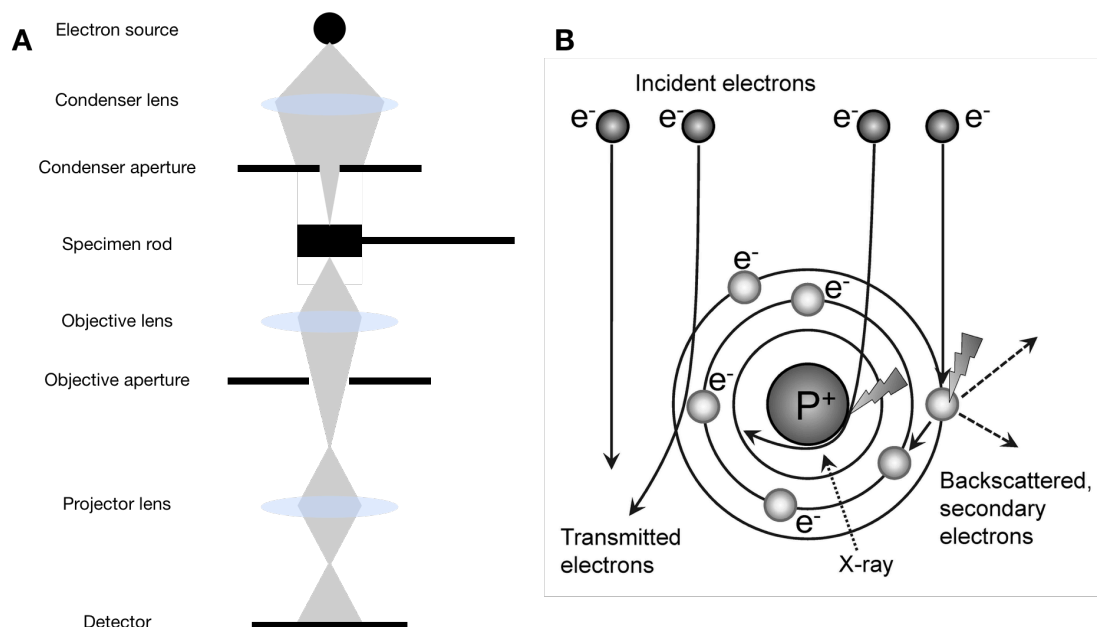 A
Electron source
Condenser lens
Condenser aperture
Specimen rod
Objective lens
Objective aperture
Projector lens
Detector
B
Incident electrons
e- e- e- e-
e-
e-
e-
P+
e-
Backscattered,
secondary
electrons
Transmitted
electrons
X-ray